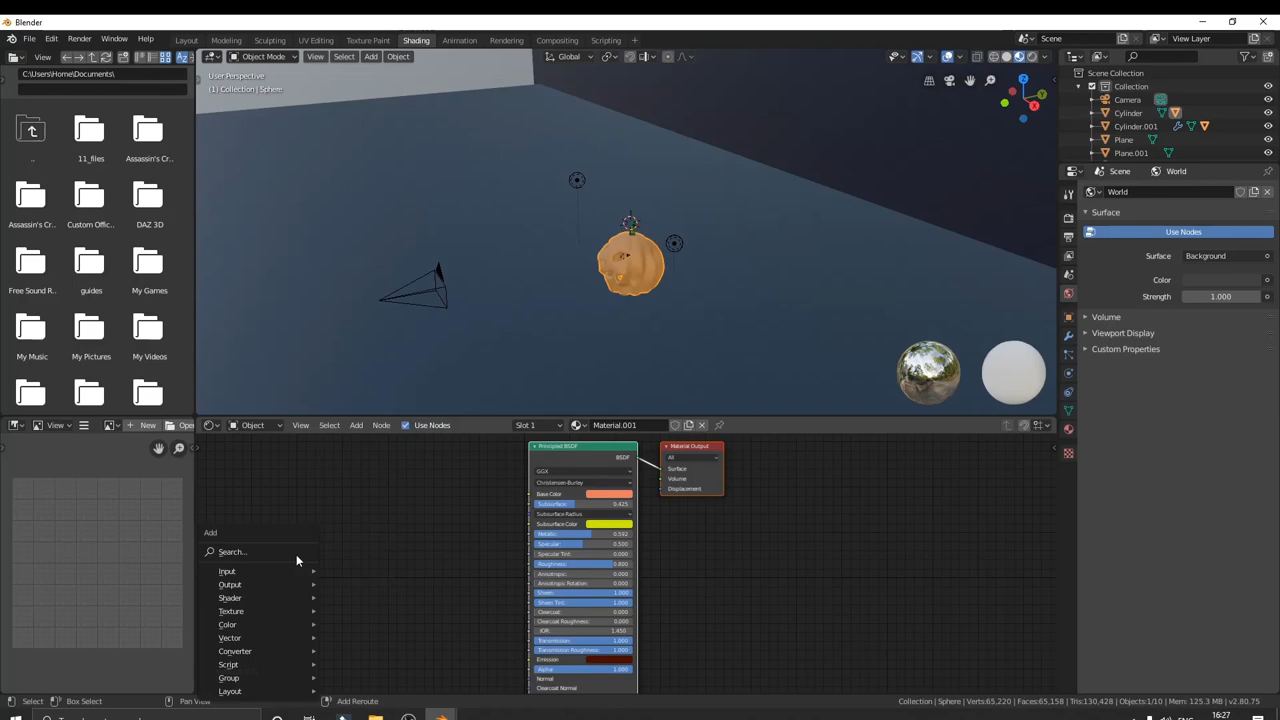 Blender
File Edit Render Window Help Layout Modeling Sculpting UV Editing Texture Paint Shading Animation Rendering Compositing Scripting + Scene View Layer
Object Mode View Select Add Object Global
C:\Users\Home\Documents\
User Perspective
(1) Collection | Sphere
.. 11_files Assassin's Cr..
Assassin's Cr... Custom Offic... DAZ 3D
Free Sound R... guides My Games
My Music My Pictures My Videos
Scene Collection
Collection
Camera
Cylinder
Cylinder.001
Plane
Plane.001
Scene World
World
Surface
Use Nodes
Surface Background
Color
Strength 1.000
Volume
Viewport Display
Custom Properties
View + New Open
Object View Select Add Node Use Nodes Slot 1 Material.001
Principled BSDF
BSDF
GGX
Christensen-Burley
Base Color
Subsurface: 0.425
Subsurface Radius
Subsurface Color
Metallic: 0.592
Specular: 0.500
Specular Tint: 0.000
Roughness: 0.800
Anisotropic: 0.000
Anisotropic Rotation: 0.000
Sheen: 1.000
Sheen Tint: 1.000
Clearcoat: 0.000
Clearcoat Roughness: 0.000
IOR: 1.450
Transmission: 1.000
Transmission Roughness: 1.000
Emission
Alpha 1.000
Normal
Clearcoat Normal
Material Output
All
Surface
Volume
Displacement
Add
Search...
Input
Output
Shader
Texture
Color
Vector
Converter
Script
Group
Layout
Select Box Select Pan View Add Reroute Collection | Sphere | Verts:65,220 | Faces:65,158 | Tris:130,428 | Objects:1/10 | Mem: 125.3 MB | v2.80.75
16:27